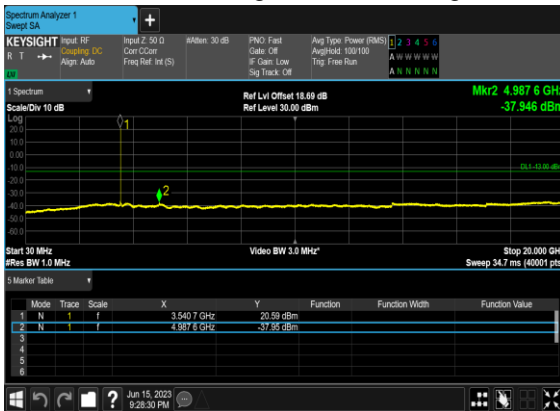 Spectrum Analyzer 1
Swept SA
KEYSIGHT
R T
Input: RF
Coupling: DC
Align: Auto
Input Z: 50 Ω
Corr CCorr
Freq Ref: Int (S)
#Atten: 30 dB
PNO: Fast
Gate: Off
IF Gain: Low
Sig Track: Off
Avg Type: Power (RMS)
Avg|Hold: 100/100
Trig: Free Run
1 2 3 4 5 6
A W W W W W
A N N N N N
1 Spectrum
Scale/Div 10 dB
Ref Lvl Offset 18.69 dB
Ref Level 30.00 dBm
Mkr2 4.987 6 GHz
-37.946 dBm
Log
20.0
10.0
0.00
-10.0
-20.0
-30.0
-40.0
-50.0
-60.0
1
2
DL1 -13.00 dBm
Start 30 MHz
#Res BW 1.0 MHz
Video BW 3.0 MHz*
Stop 20.000 GH
Sweep 34.7 ms (40001 pts
5 Marker Table
Mode Trace Scale X Y Function Function Width Function Value
1 N 1 f 3.540 7 GHz 20.59 dBm
2 N 1 f 4.987 6 GHz -37.95 dBm
3
4
5
6
?
Jun 15, 2023
9:28:30 PM